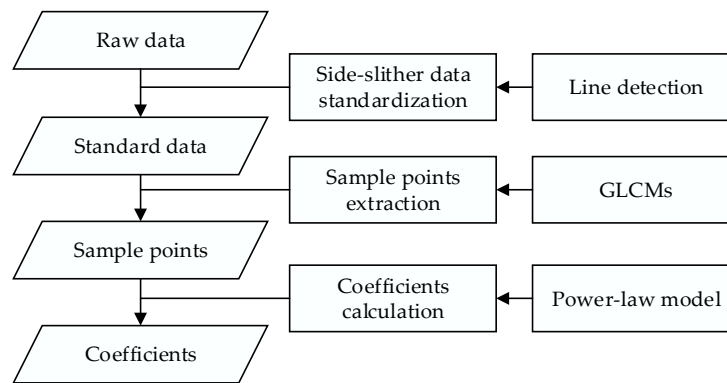 Raw data
Side-slither data
standardization
Line detection
Standard data
Sample points
extraction
GLCMs
Sample points
Coefficients
calculation
Power-law model
Coefficients